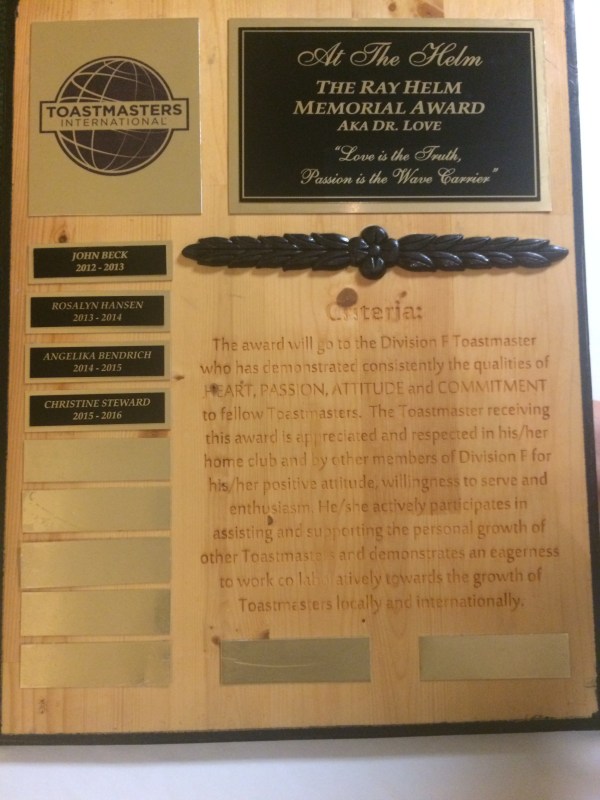 TOASTMASTERS
INTERNATIONAL
At The Helm
THE RAY HELM
MEMORIAL AWARD
AKA DR. LOVE
"Love is the Truth,
Passion is the Wave Carrier"
JOHN BECK
2012 - 2013
ROSALYN HANSEN
2013 - 2014
ANGELIKA BENDRICH
2014 - 2015
CHRISTINE STEWARD
2015 - 2016
Criteria:
The award will go to the Division F Toastmaster
who has demonstrated consistently the qualities of
HEART, PASSION, ATTITUDE and COMMITMENT
to fellow Toastmasters. The Toastmaster receiving
this award is appreciated and respected in his/her
home club and by other members of Division F for
his/her positive attitude, willingness to serve and
enthusiasm. He/she actively participates in
assisting and supporting the personal growth of
other Toastmasters and demonstrates an eagerness
to work collaboratively towards the growth of
Toastmasters locally and internationally.